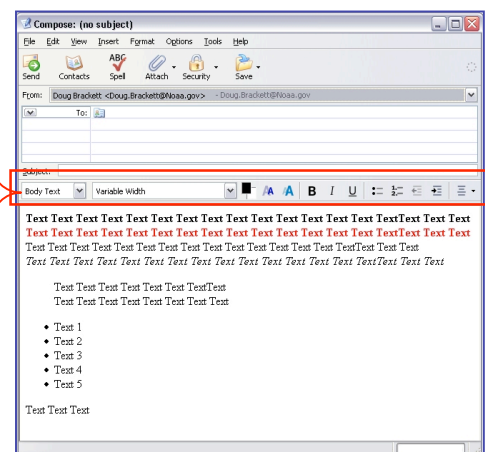 Compose: (no subject)
File Edit View Insert Format Options Tools Help
ABC
Send Contacts Spell Attach Security Save
From: Doug Brackett <Doug.Brackett@Noaa.gov> - Doug.Brackett@Noaa.gov
To:
Subject:
Body Text Variable Width A A A B I U
Text Text Text Text Text Text Text Text Text Text Text Text Text Text TextText Text Text
Text Text Text Text Text Text Text Text Text Text Text Text Text Text TextText Text Text
Text Text Text Text Text Text Text Text Text Text Text Text Text Text TextText Text Text
Text Text Text Text Text Text Text Text Text Text Text Text Text Text TextText Text Text
Text Text Text Text Text Text TextText
Text Text Text Text Text Text Text Text
• Text 1
• Text 2
• Text 3
• Text 4
• Text 5
Text Text Text